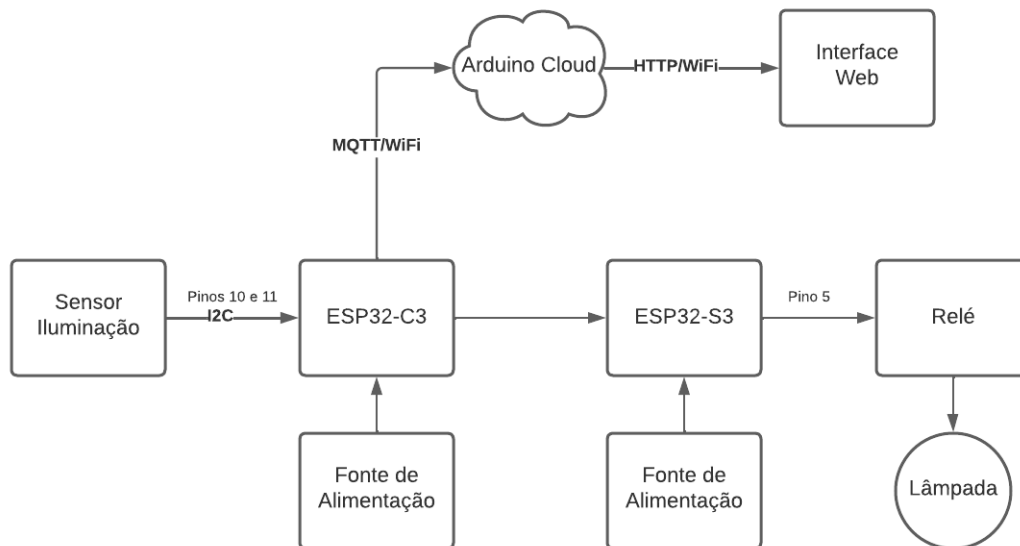 Arduino Cloud
HTTP/WiFi
Interface
Web
MQTT/WiFi
Sensor
Iluminação
Pinos 10 e 11
I2C
ESP32-C3
ESP32-S3
Pino 5
Relé
Fonte de
Alimentação
Fonte de
Alimentação
Lâmpada